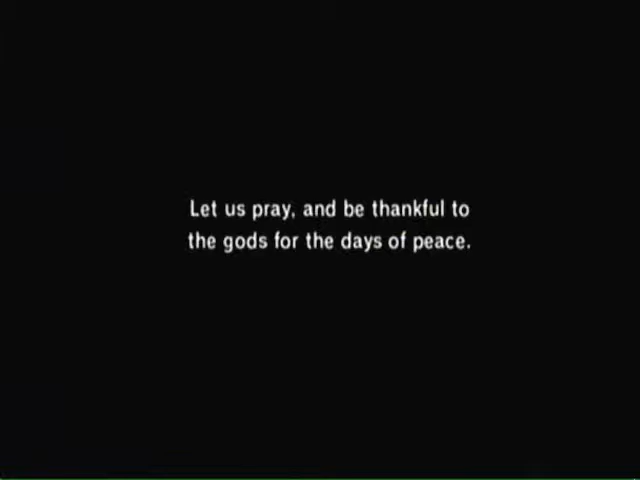 Let us pray, and be thankful to
the gods for the days of peace.